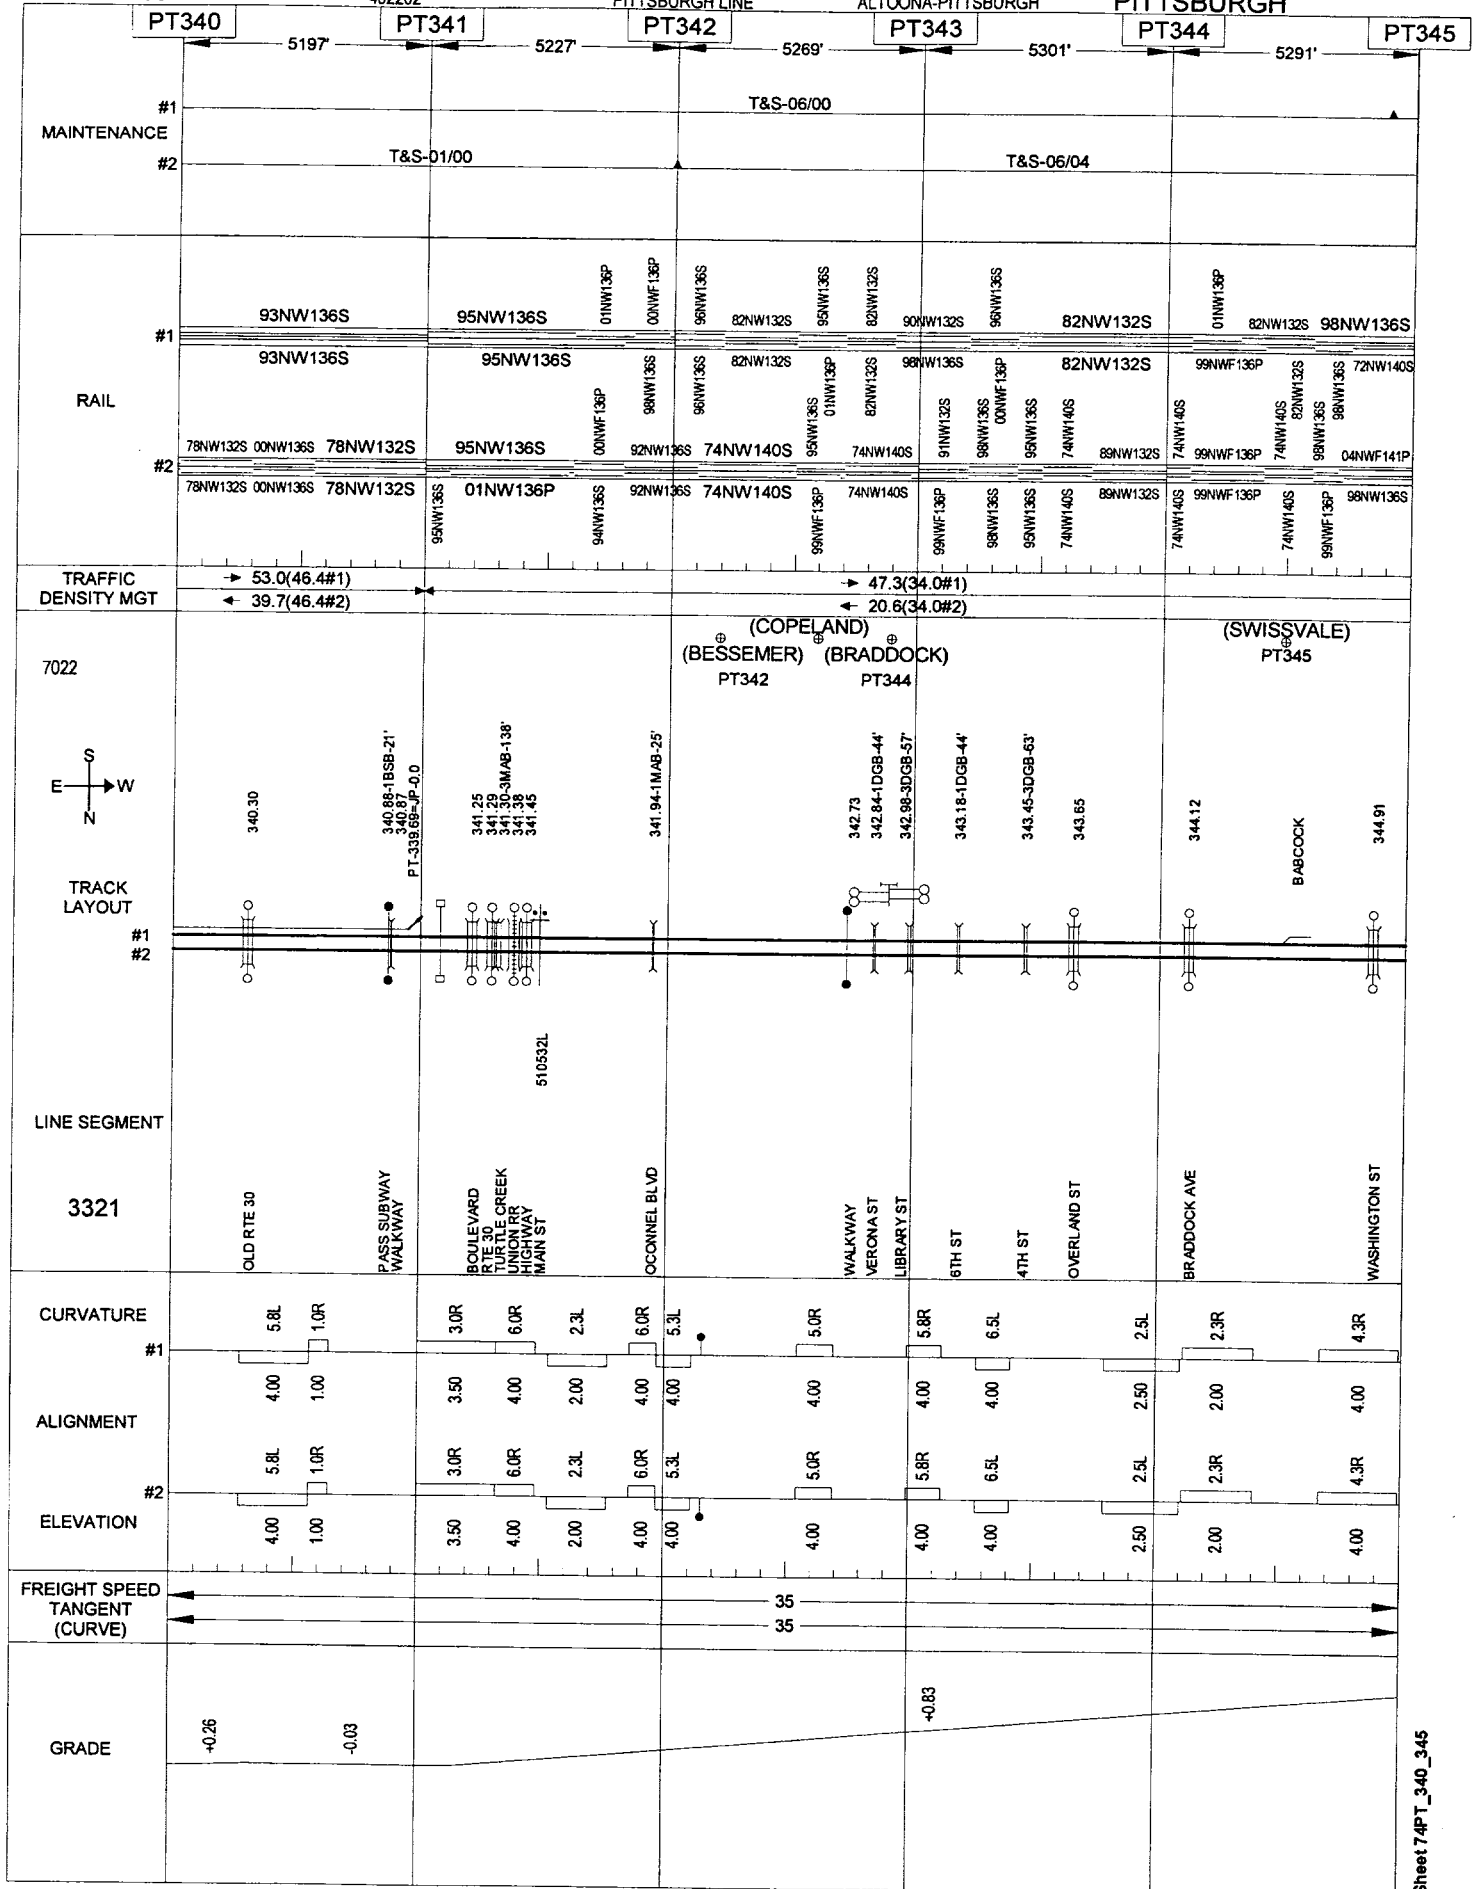 PITTSBURGH LINE ALTOONA-PITTSBURGH PITTSBURGH
PT340 PT341 PT342 PT343 PT344 PT345
5197' 5227' 5269' 5301' 5291'
#1 T&S-06/00
MAINTENANCE
#2 T&S-01/00 T&S-06/04
01NW136P 00NWF136P 96NW136S 95NW136S 82NW132S 96NW136S 01NW136P
93NW136S 95NW136S 82NW132S 90NW132S 82NW132S 82NW132S 98NW136S
#1
93NW136S 95NW136S 82NW132S 98NW136S 82NW132S 99NWF136P 72NW140S
RAIL
00NWF136P 98NW136S 96NW136S 95NW136S 01NW136P 82NW132S 91NW132S 98NW136S 00NWF136P 95NW136S 74NW140S 74NW140S 74NW140S 82NW132S 98NW136S 98NW136S
78NW132S 00NW136S 78NW132S 95NW136S 92NW136S 74NW140S 74NW140S 89NW132S 99NWF136P 04NWF141P
#2
78NW132S 00NW136S 78NW132S 01NW136P 92NW136S 74NW140S 74NW140S 89NW132S 99NWF136P 98NW136S
95NW136S 94NW136S 99NWF136P 99NWF136P 98NW136S 95NW136S 74NW140S 74NW140S 74NW140S 99NWF136P
TRAFFIC
DENSITY MGT
53.0(46.4#1) 47.3(34.0#1)
39.7(46.4#2) 20.6(34.0#2)
(COPELAND) (SWISSVALE)
(BESSEMER) (BRADDOCK) PT345
7022 PT342 PT344
S
E W
N
340.30
340.88-1BSB-21'
340.87
PT-339.69=JP-0.0
341.25
341.29
341.30-3MAB-138'
341.38
341.45
341.94-1MAB-25'
342.73
342.84-1DGB-44'
342.98-3DGB-57'
343.18-1DGB-44'
343.45-3DGB-63'
343.65
344.12
BABCOCK
344.91
TRACK
LAYOUT
#1
#2
510532L
LINE SEGMENT
3321
OLD RTE 30
PASS SUBWAY
WALKWAY
BOULEVARD
RTE 30
TURTLE CREEK
UNION RR
HIGHWAY
MAIN ST
OCONNEL BLVD
WALKWAY
VERONA ST
LIBRARY ST
6TH ST
4TH ST
OVERLAND ST
BRADDOCK AVE
WASHINGTON ST
CURVATURE
5.8L 1.0R 3.0R 6.0R 2.3L 6.0R 5.3L 5.0R 5.8R 6.5L 2.5L 2.3R 4.3R
#1
4.00 1.00 3.50 4.00 2.00 4.00 4.00 4.00 4.00 4.00 2.50 2.00 4.00
ALIGNMENT
5.8L 1.0R 3.0R 6.0R 2.3L 6.0R 5.3L 5.0R 5.8R 6.5L 2.5L 2.3R 4.3R
#2
ELEVATION
4.00 1.00 3.50 4.00 2.00 4.00 4.00 4.00 4.00 4.00 2.50 2.00 4.00
FREIGHT SPEED
TANGENT
(CURVE)
35
35
GRADE
+0.26 -0.03 +0.83
Sheet 74PT_340_345